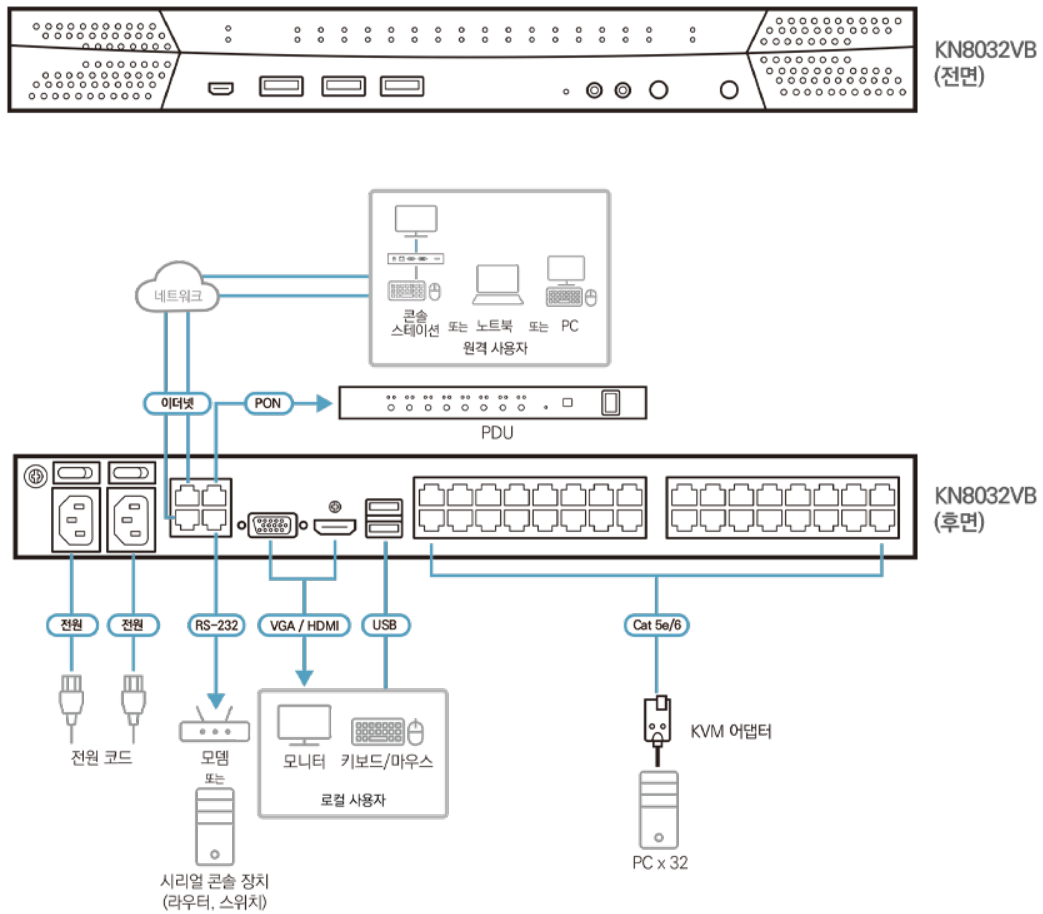 KN8032VB
(전면)
네트워크
콘솔
스테이션
또는
노트북
또는
PC
원격 사용자
이더넷
PON
PDU
KN8032VB
(후면)
전원
전원
RS-232
VGA / HDMI
USB
Cat 5e/6
전원 코드
모뎀
또는
시리얼 콘솔 장치
(라우터, 스위치)
모니터
키보드/마우스
로컬 사용자
KVM 어댑터
PC x 32